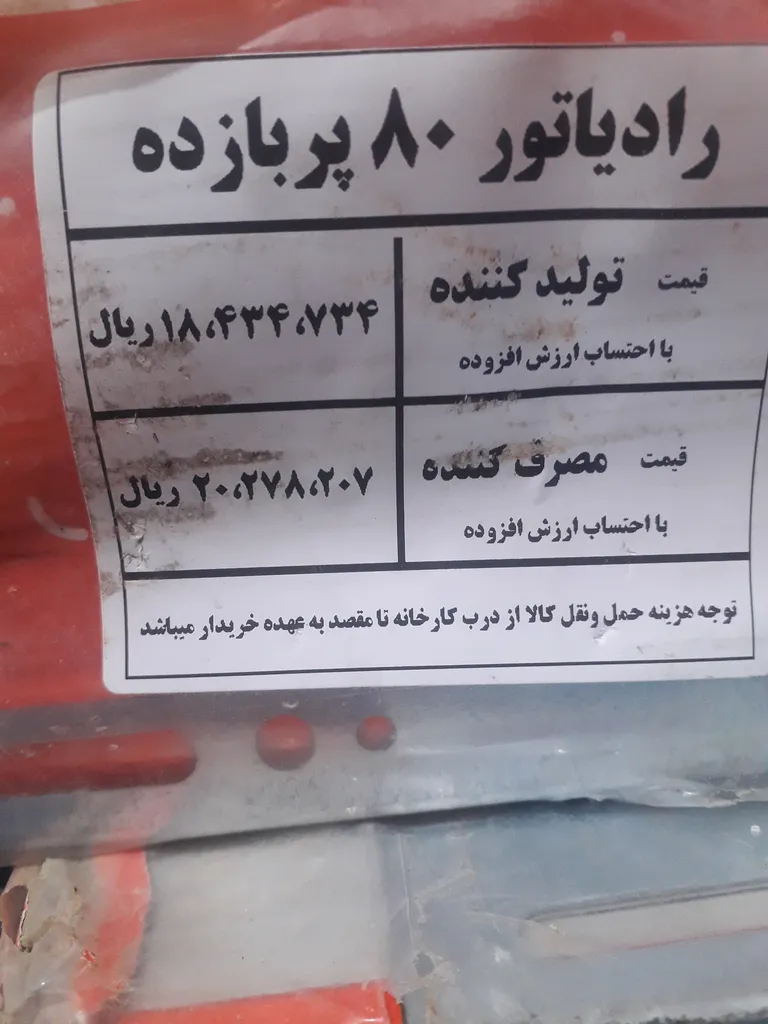 رادیاتور ۸۰ پربازده
قیمت تولید کننده
با احتساب ارزش افزوده
۱۸،۴۳۴،۷۳۴ ریال
قیمت مصرف کننده
با احتساب ارزش افزوده
۲۰،۲۷۸،۲۰۷ ریال
توجه هزینه حمل ونقل کالا از درب کارخانه تا مقصد به عهده خریدار میباشد